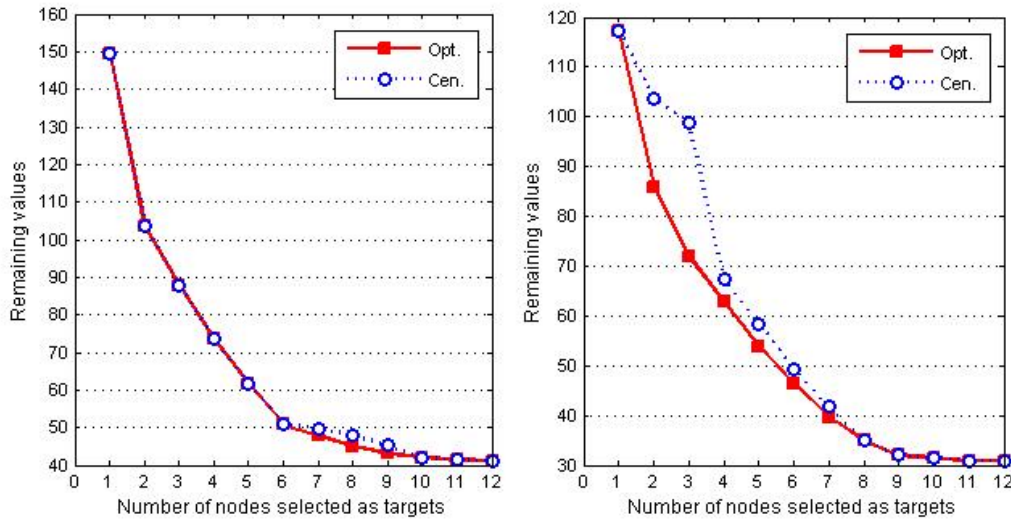 160
150
140
130
120
110
100
90
80
70
60
50
40
Remaining values
0 1 2 3 4 5 6 7 8 9 10 11 12
Number of nodes selected as targets
Opt.
Cen.
120
110
100
90
80
70
60
50
40
30
Remaining values
0 1 2 3 4 5 6 7 8 9 10 11 12
Number of nodes selected as targets
Opt.
Cen.